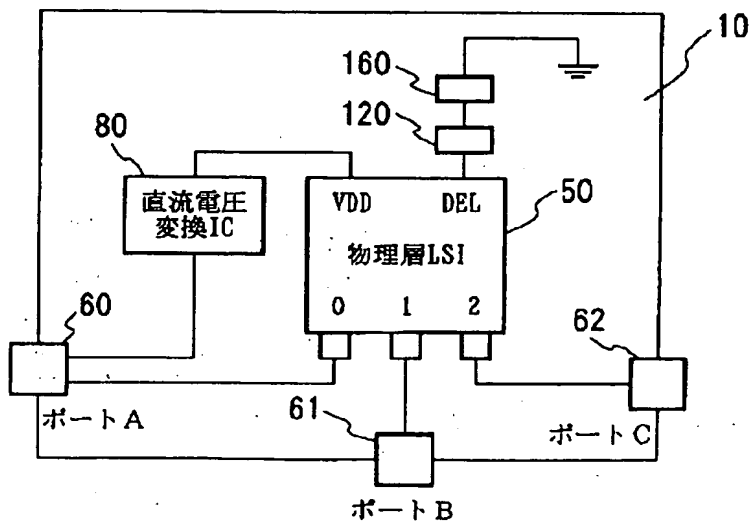 10
160
120
80
直流電圧
変換IC
VDD DEL
50
物理層LSI
0 1 2
60
62
ポートA
61
ポートC
ポートB